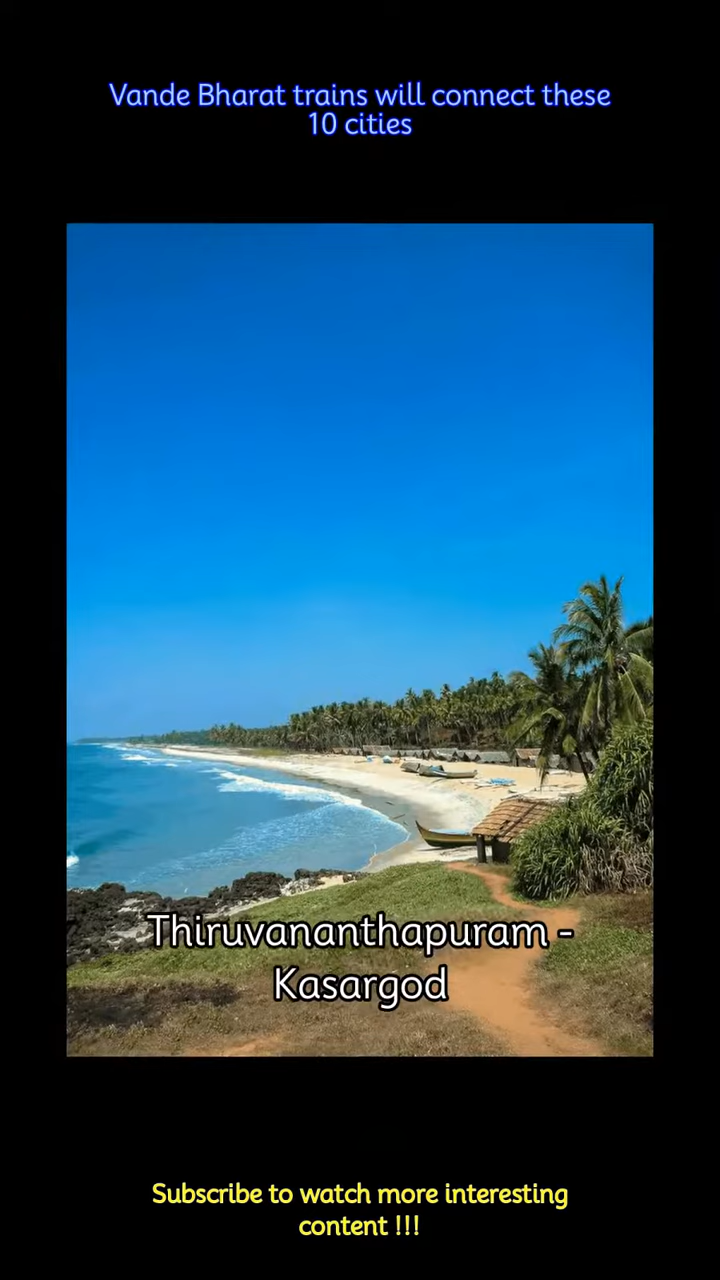 Vande Bharat trains will connect these
10 cities
Thiruvananthapuram -
Kasargod
Subscribe to watch more interesting
content !!!